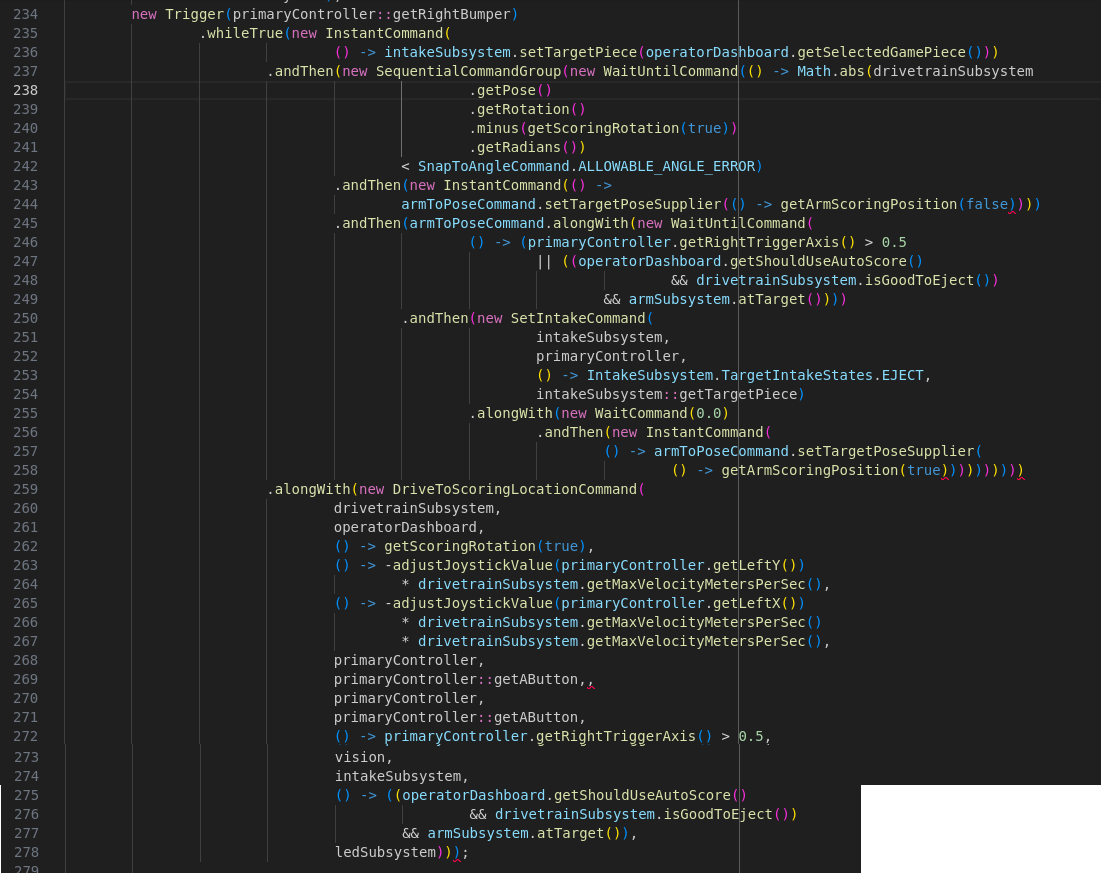 234 new Trigger(primaryController::getRightBumper)
235 .whileTrue(new InstantCommand(
236 () -> intakeSubsystem.setTargetPiece(operatorDashboard.getSelectedGamePiece()))
237 .andThen(new SequentialCommandGroup(new WaitUntilCommand(() -> Math.abs(drivetrainSubsystem
238 .getPose()
239 .getRotation()
240 .minus(getScoringRotation(true))
241 .getRadians())
242 < SnapToAngleCommand.ALLOWABLE_ANGLE_ERROR)
243 .andThen(new InstantCommand(() ->
244 armToPoseCommand.setTargetPoseSupplier(() -> getArmScoringPosition(false))))
245 .andThen(armToPoseCommand.alongWith(new WaitUntilCommand(
246 () -> (primaryController.getRightTriggerAxis() > 0.5
247 || ((operatorDashboard.getShouldUseAutoScore()
248 && drivetrainSubsystem.isGoodToEject())
249 && armSubsystem.atTarget())))
250 .andThen(new SetIntakeCommand(
251 intakeSubsystem,
252 primaryController,
253 () -> IntakeSubsystem.TargetIntakeStates.EJECT,
254 intakeSubsystem::getTargetPiece)
255 .alongWith(new WaitCommand(0.0)
256 .andThen(new InstantCommand(
257 () -> armToPoseCommand.setTargetPoseSupplier(
258 () -> getArmScoringPosition(true))))))))))
259 .alongWith(new DriveToScoringLocationCommand(
260 drivetrainSubsystem,
261 operatorDashboard,
262 () -> getScoringRotation(true),
263 () -> -adjustJoystickValue(primaryController.getLeftY())
264 * drivetrainSubsystem.getMaxVelocityMetersPerSec(),
265 () -> -adjustJoystickValue(primaryController.getLeftX())
266 * drivetrainSubsystem.getMaxVelocityMetersPerSec()
267 * drivetrainSubsystem.getMaxVelocityMetersPerSec(),
268 primaryController,
269 primaryController::getAButton,,
270 primaryController,
271 primaryController::getAButton,
272 () -> primaryController.getRightTriggerAxis() > 0.5,
273 vision,
274 intakeSubsystem,
275 () -> ((operatorDashboard.getShouldUseAutoScore()
276 && drivetrainSubsystem.isGoodToEject())
277 && armSubsystem.atTarget()),
278 ledSubsystem)));
279